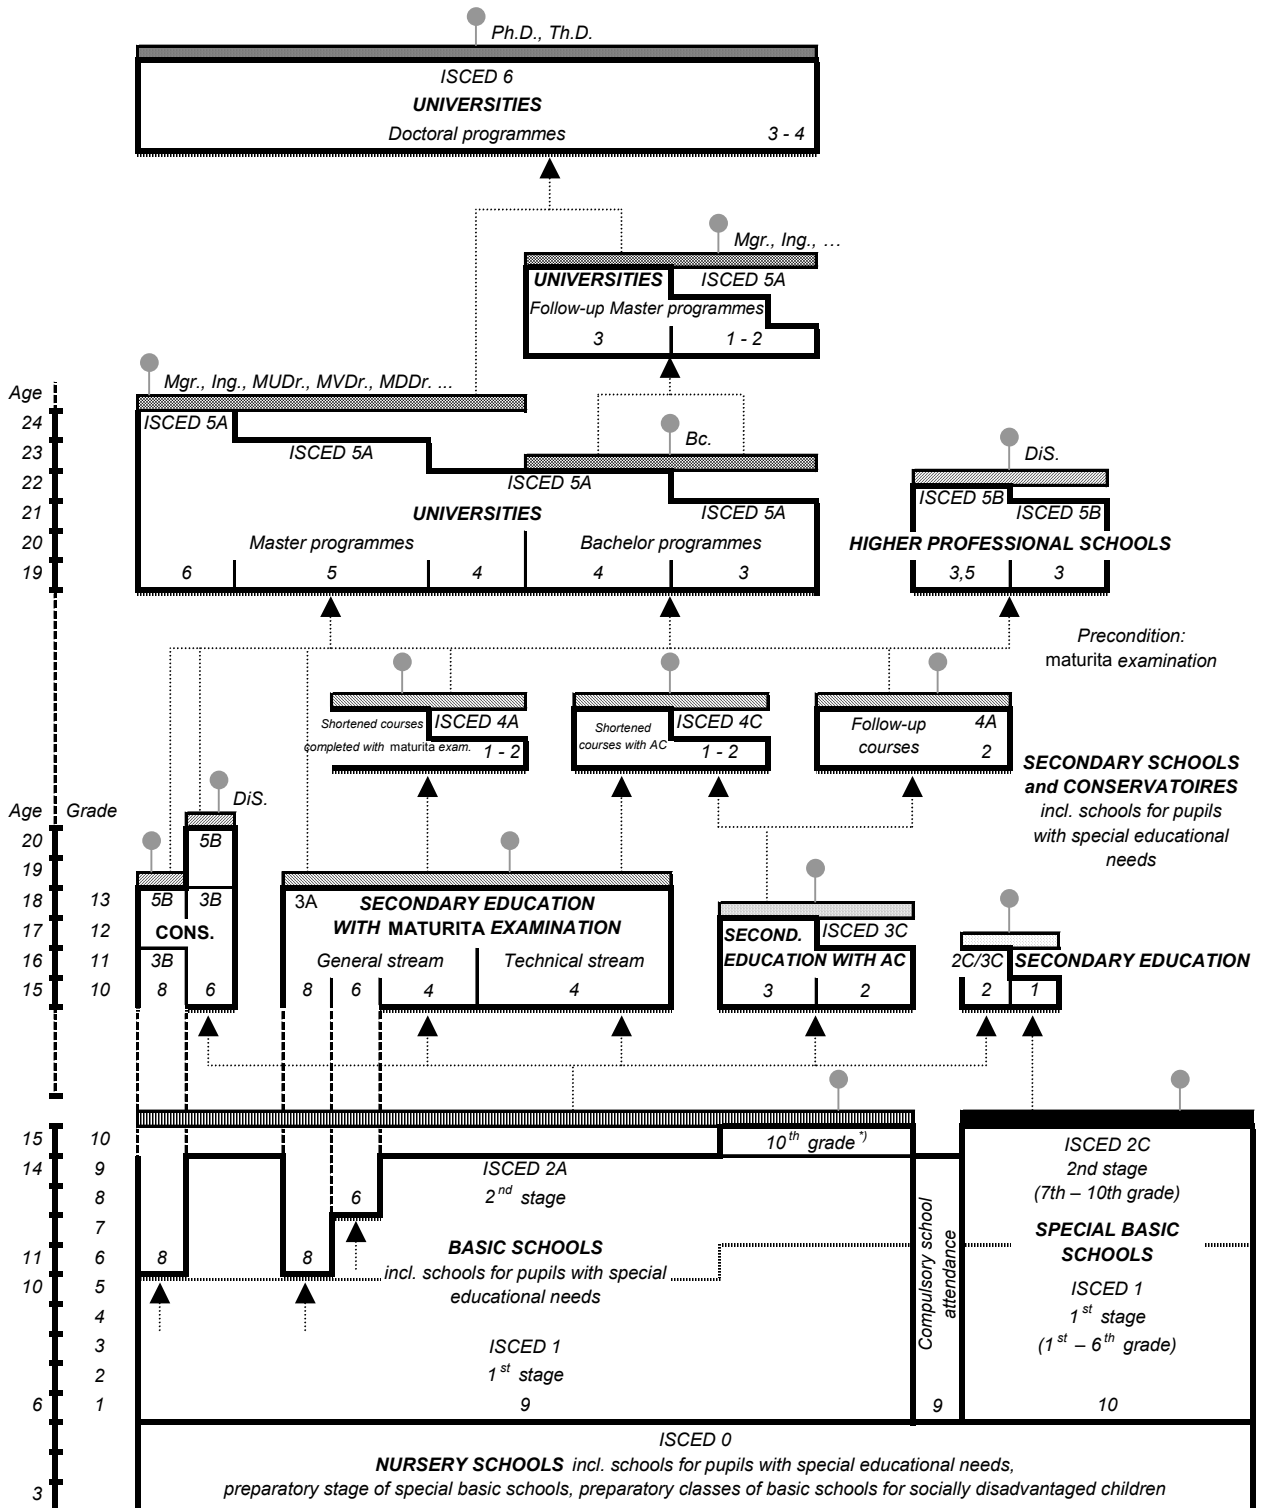 Ph.D., Th.D.
ISCED 6
UNIVERSITIES
Doctoral programmes 3 - 4
Mgr., Ing., …
UNIVERSITIES ISCED 5A
Follow-up Master programmes
3 1 - 2
Mgr., Ing., MUDr., MVDr., MDDr. ...
Age
24 ISCED 5A
23 ISCED 5A Bc.
22 ISCED 5A
21 UNIVERSITIES ISCED 5A
20 Master programmes Bachelor programmes
19 6 5 4 4 3
DiS.
ISCED 5B
ISCED 5B
HIGHER PROFESSIONAL SCHOOLS
3,5 3
Precondition:
maturita examination
Shortened courses ISCED 4A
completed with maturita exam. 1 - 2
Shortened ISCED 4C
courses with AC 1 - 2
Follow-up 4A
courses 2
SECONDARY SCHOOLS
and CONSERVATOIRES
incl. schools for pupils
with special educational
needs
Age Grade
DiS.
20 5B
19
18 13 5B 3B
17 12 CONS.
16 11 3B
15 10 8 6
3A SECONDARY EDUCATION
WITH MATURITA EXAMINATION
General stream Technical stream
8 6 4 4
SECOND. ISCED 3C
EDUCATION WITH AC
3 2
2C/3C SECONDARY EDUCATION
2 1
15 10 10th grade *)
14 9 ISCED 2A
8 6 2nd stage
7
11 6 8 8 BASIC SCHOOLS
10 5 incl. schools for pupils with special
educational needs
4
3 ISCED 1
2 1st stage
6 1 9
Compulsory school
attendance
9
ISCED 2C
2nd stage
(7th – 10th grade)
SPECIAL BASIC
SCHOOLS
ISCED 1
1st stage
(1st – 6th grade)
10
ISCED 0
NURSERY SCHOOLS incl. schools for pupils with special educational needs,
3 preparatory stage of special basic schools, preparatory classes of basic schools for socially disadvantaged children